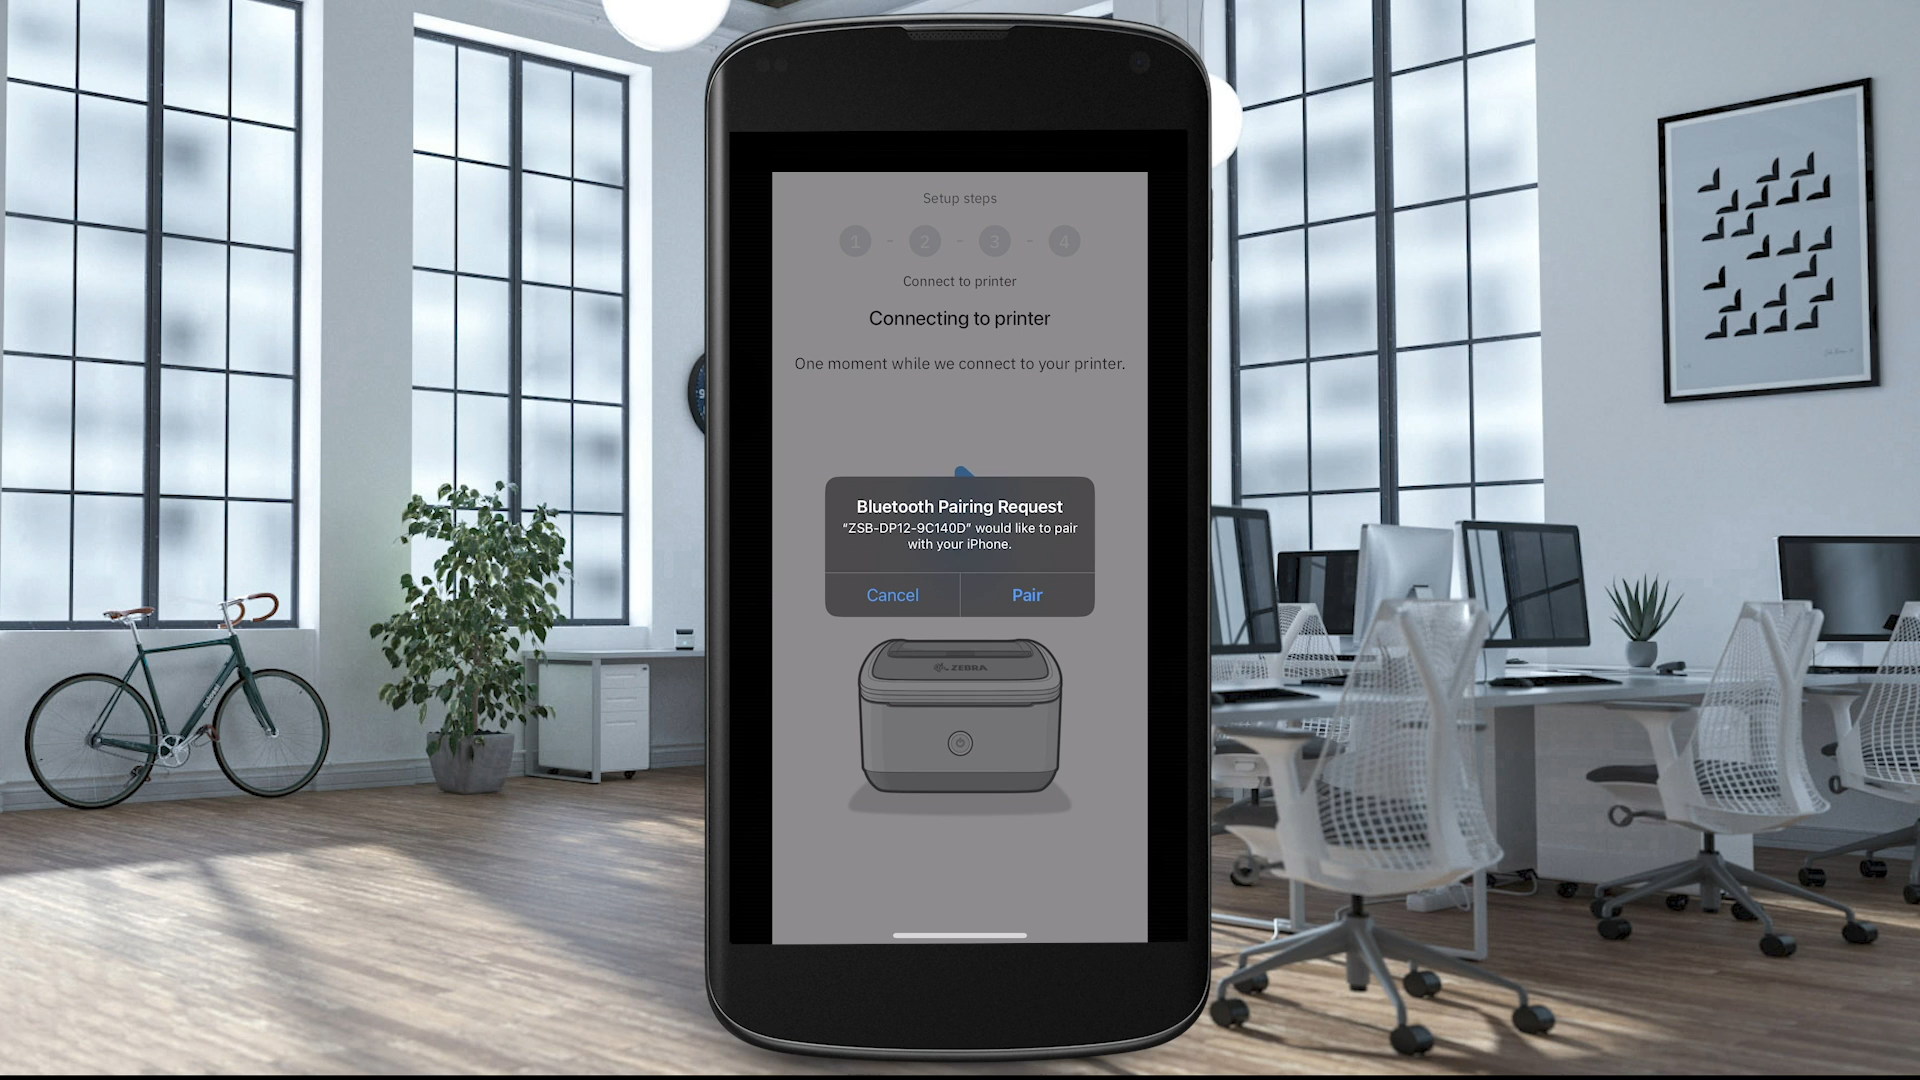 Setup steps
1 - 2 - 3 - 4
Connect to printer
Connecting to printer
One moment while we connect to your printer.
Bluetooth Pairing Request
“ZSB-DP12-9C140D” would like to pair
with your iPhone.
Cancel Pair
ZEBRA